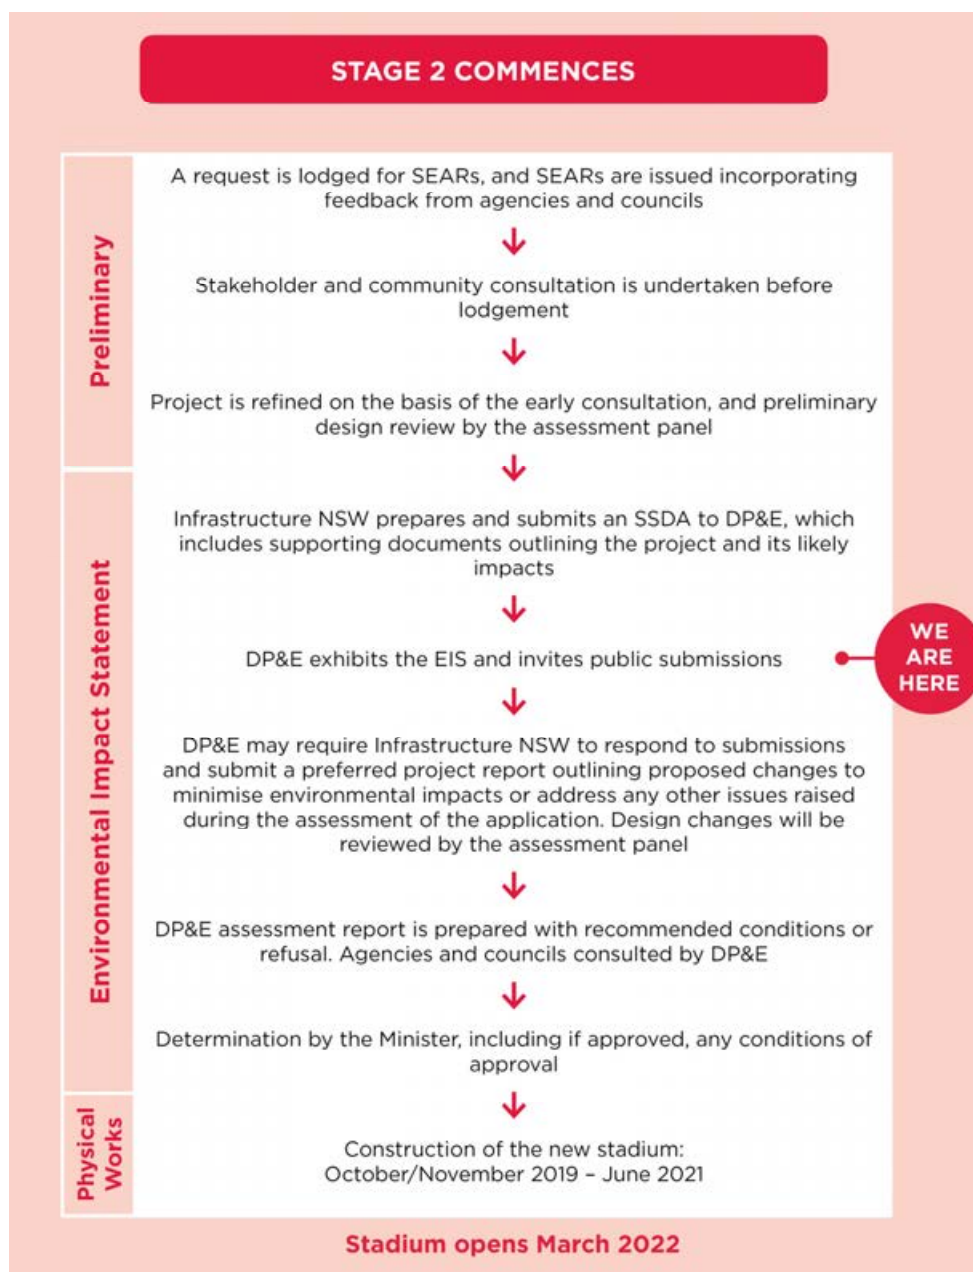 STAGE 2 COMMENCES
Preliminary
A request is lodged for SEARs, and SEARs are issued incorporating
feedback from agencies and councils
Stakeholder and community consultation is undertaken before
lodgement
Project is refined on the basis of the early consultation, and preliminary
design review by the assessment panel
Environmental Impact Statement
Infrastructure NSW prepares and submits an SSDA to DP&E, which
includes supporting documents outlining the project and its likely
impacts
DP&E exhibits the EIS and invites public submissions
WE
ARE
HERE
DP&E may require Infrastructure NSW to respond to submissions
and submit a preferred project report outlining proposed changes to
minimise environmental impacts or address any other issues raised
during the assessment of the application. Design changes will be
reviewed by the assessment panel
DP&E assessment report is prepared with recommended conditions or
refusal. Agencies and councils consulted by DP&E
Determination by the Minister, including if approved, any conditions of
approval
Physical
Works
Construction of the new stadium:
October/November 2019 – June 2021
Stadium opens March 2022